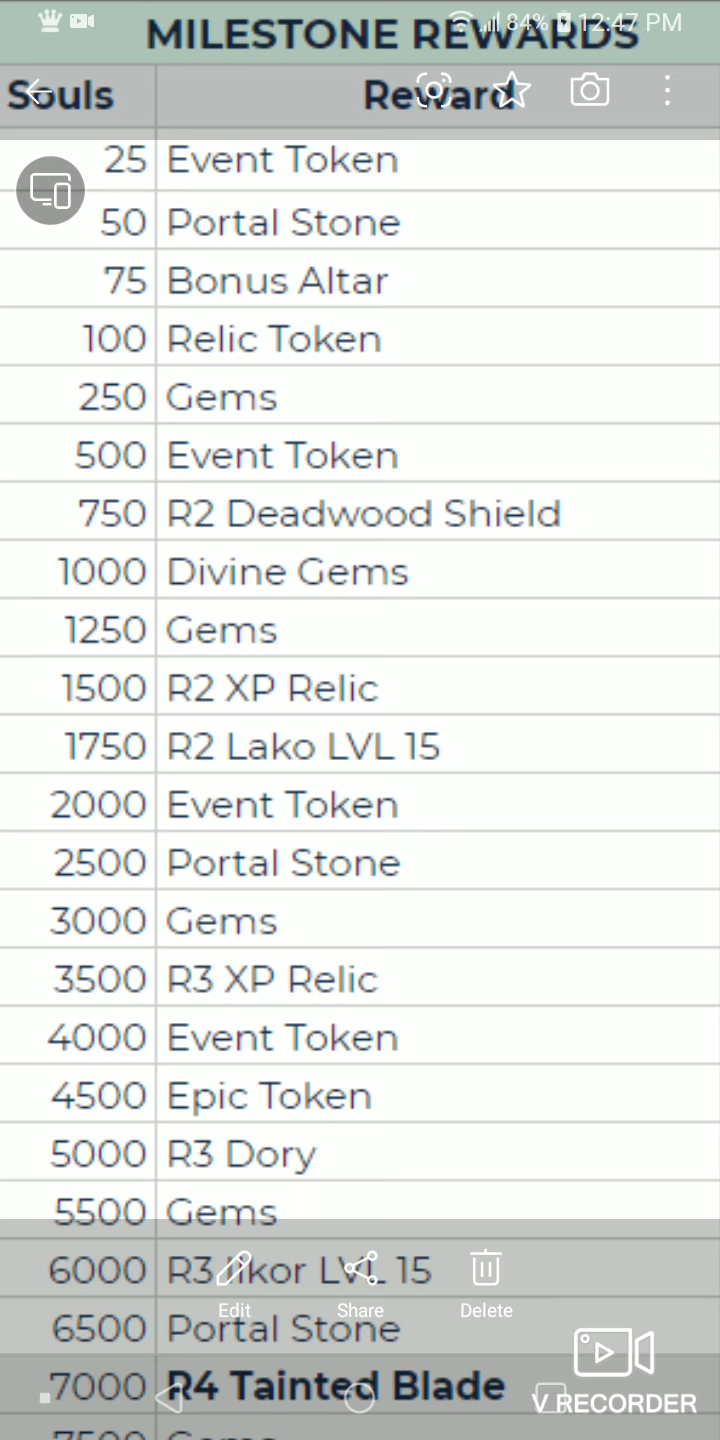 84% 12:47 PM
MILESTONE REWARDS
Souls Reward
25 Event Token
50 Portal Stone
75 Bonus Altar
100 Relic Token
250 Gems
500 Event Token
750 R2 Deadwood Shield
1000 Divine Gems
1250 Gems
1500 R2 XP Relic
1750 R2 Lako LVL 15
2000 Event Token
2500 Portal Stone
3000 Gems
3500 R3 XP Relic
4000 Event Token
4500 Epic Token
5000 R3 Dory
5500 Gems
6000 R3 LVL 15
Edit Share Delete
6500 Portal Stone
7000 R4 Tainted Blade
V RECORDER
7500 Gems